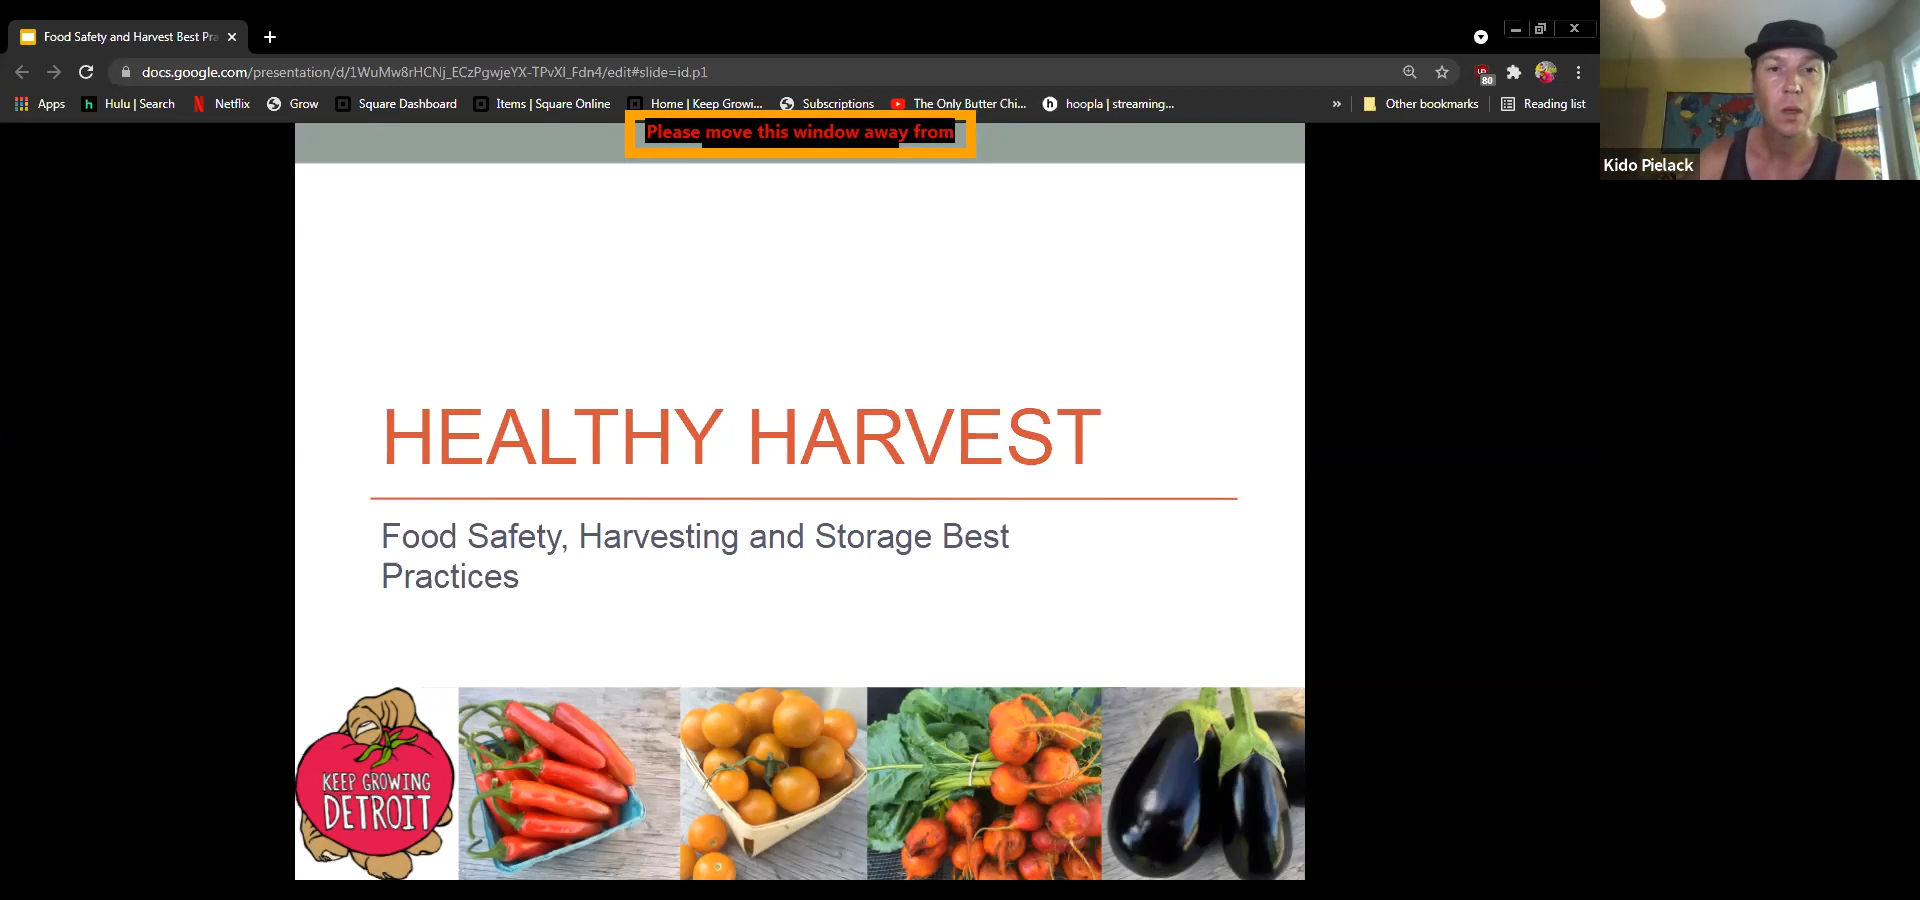 Food Safety and Harvest Best Pra
docs.google.com/presentation/d/1WuMw8rHCNj_ECzPgwjeYX-TPvXl_Fdn4/edit#slide=id.p1
80
Apps
Hulu | Search
Netflix
Grow
Square Dashboard
Items | Square Online
Home | Keep Growi...
Subscriptions
The Only Butter Chi...
hoopla | streaming...
»
Other bookmarks
Reading list
Please move this window away from
Kido Pielack
HEALTHY HARVEST
Food Safety, Harvesting and Storage Best
Practices
KEEP GROWING
DETROIT